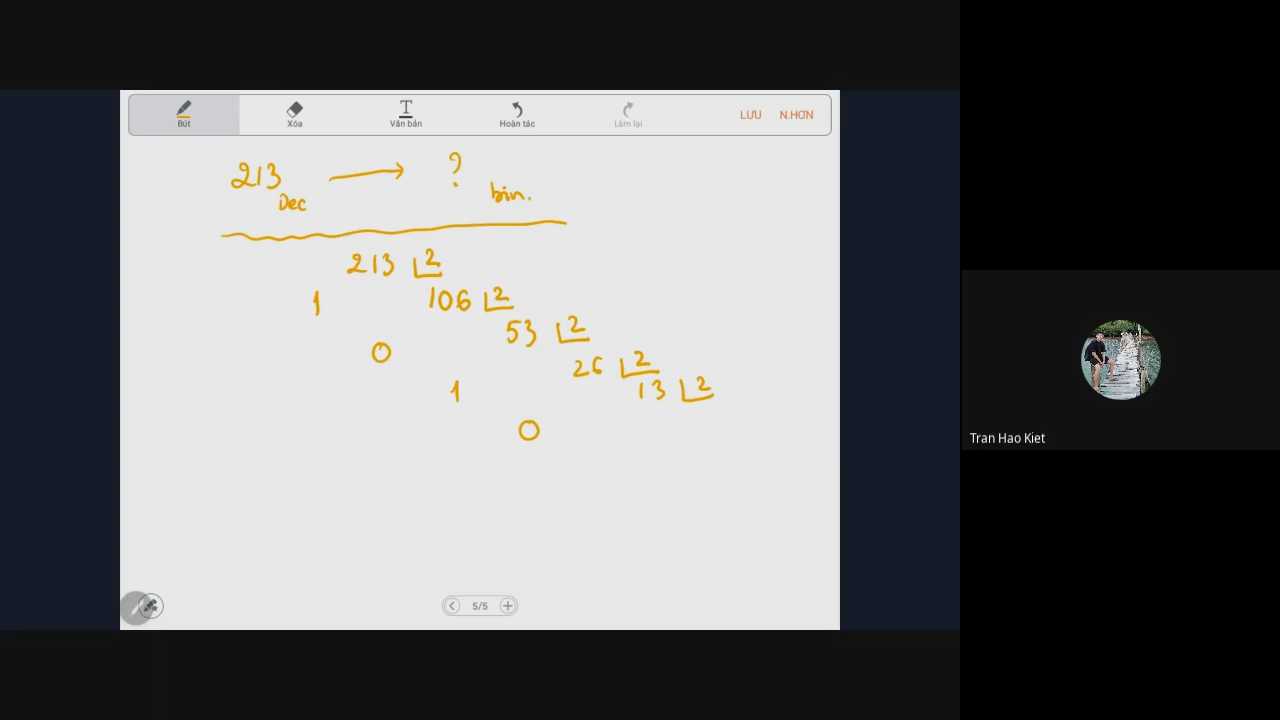 Bút Xóa Văn bản Hoàn tác Làm lại LƯU N.HƠN
213 Dec → ? bin.
213 2
1 106 2
53 2
0 26 2
1 13 2
0
Tran Hao Kiet
5/5